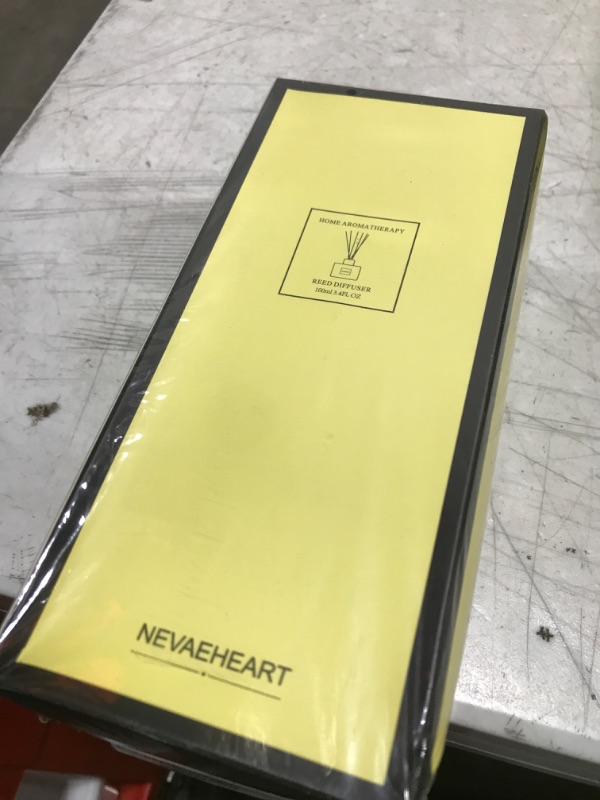 HOME AROMATHERAPY
REED DIFFUSER
100ml 3.4FL OZ
NEVAEHEART